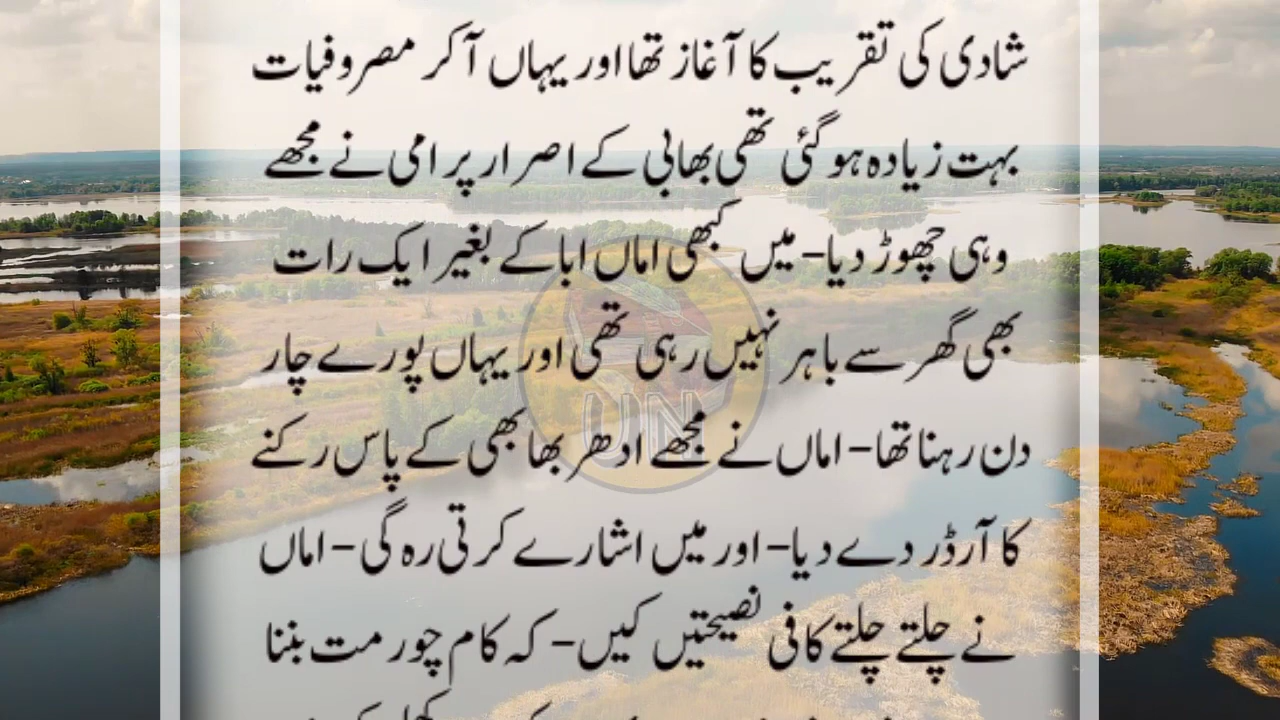 شادی کی تقریب کا آغاز تھا اور یہاں آ کر مصروفیات
بہت زیادہ ہو گئی تھی بھابی کے اصرار پر امی نے مجھے
وہی چھوڑ دیا– میں کبھی اماں ابا کے بغیر ایک رات
بھی گھر سے باہر نہیں رہی تھی اور یہاں پورے چار
دن رہنا تھا– اماں نے مجھے ادھر بھابھی کے پاس رکنے
کا آرڈر دے دیا– اور میں اشارے کرتی رہ گی– اماں
نے چلتے چلتے کافی نصیحتیں کیں– کہ کام چور مت بننا
UN